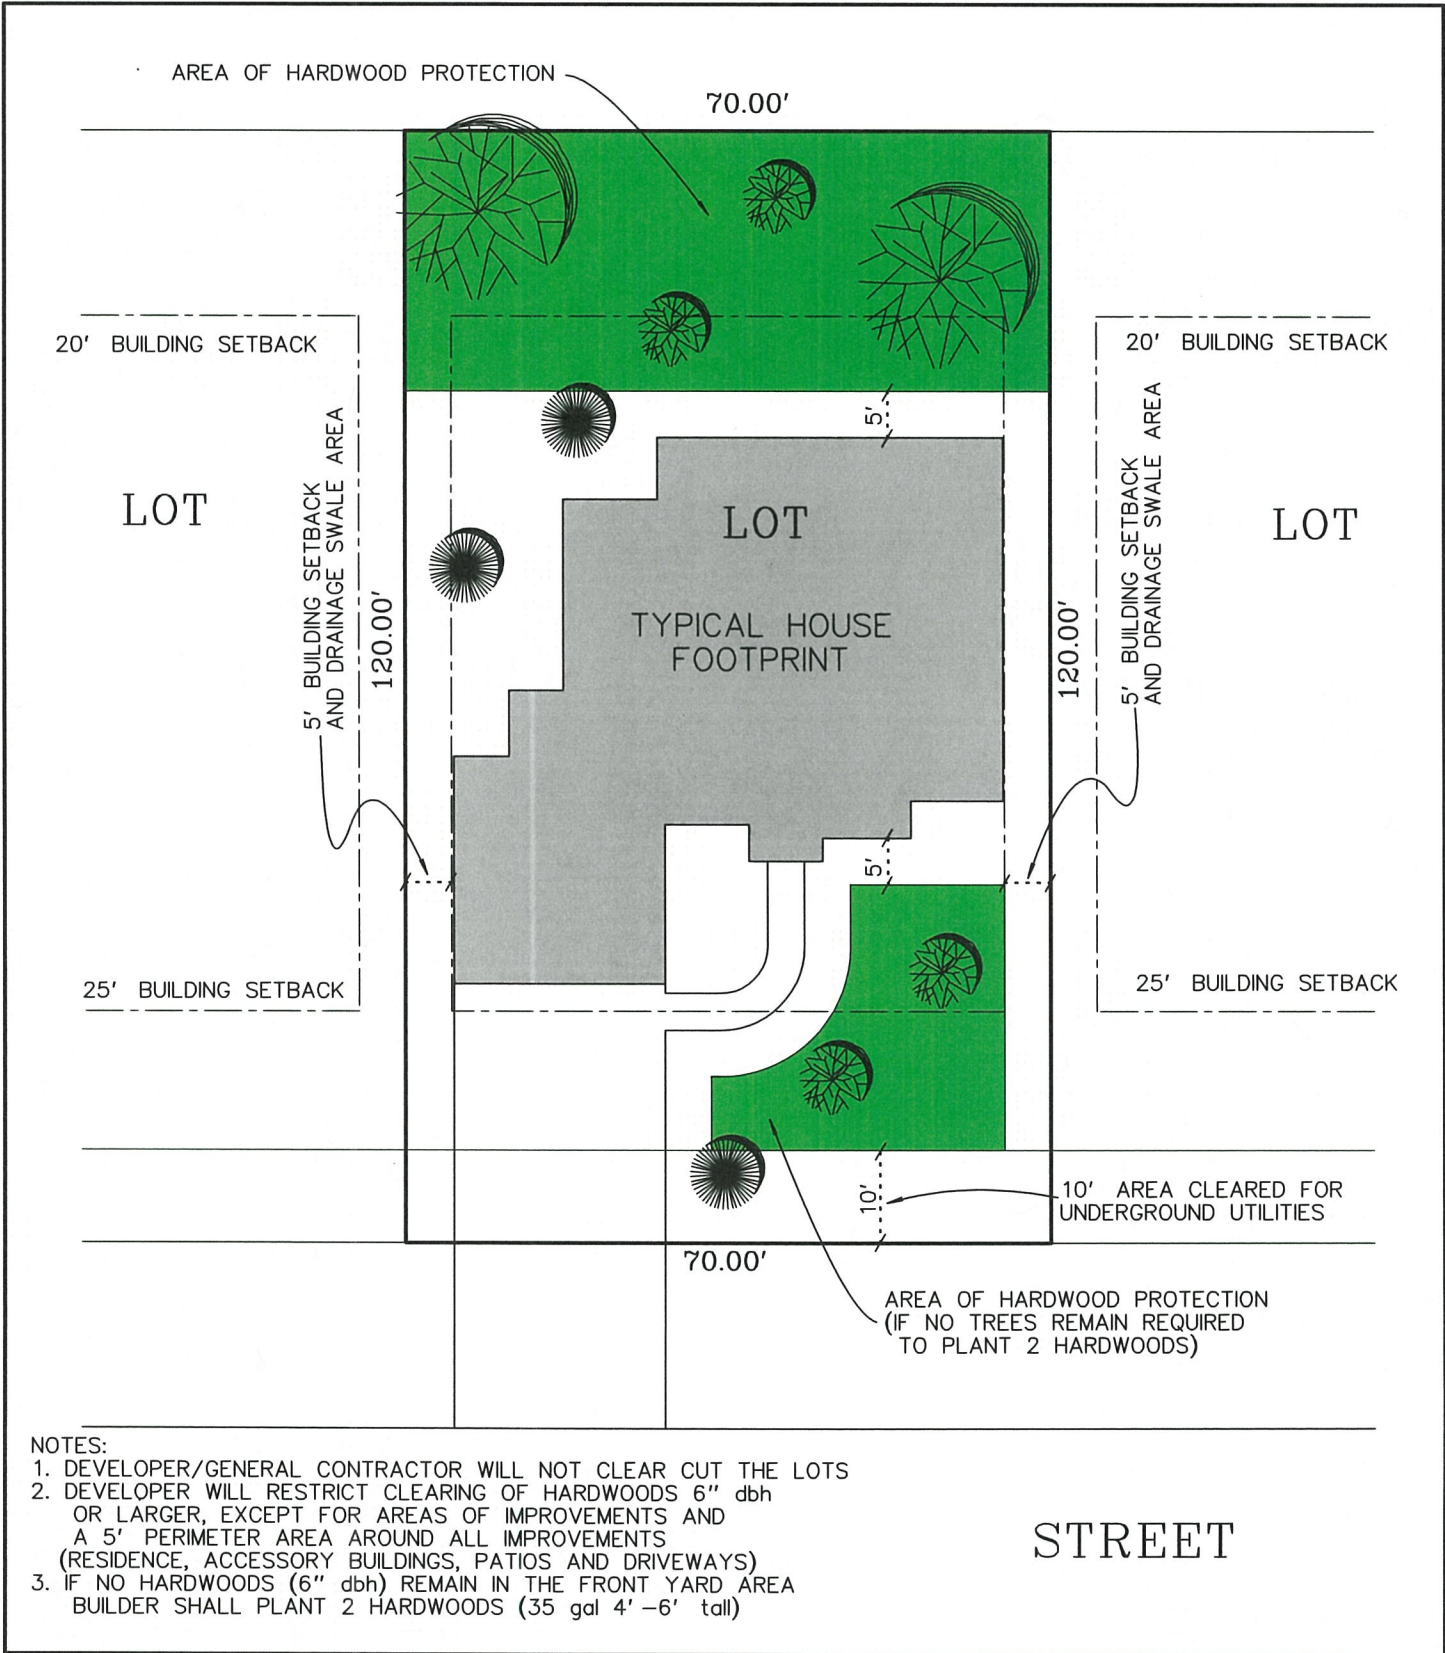 AREA OF HARDWOOD PROTECTION
70.00'
20' BUILDING SETBACK
20' BUILDING SETBACK
5'
5' BUILDING SETBACK
AND DRAINAGE SWALE AREA
5' BUILDING SETBACK
AND DRAINAGE SWALE AREA
LOT
LOT
LOT
120.00'
120.00'
TYPICAL HOUSE
FOOTPRINT
5'
25' BUILDING SETBACK
25' BUILDING SETBACK
10'
10' AREA CLEARED FOR
UNDERGROUND UTILITIES
70.00'
AREA OF HARDWOOD PROTECTION
(IF NO TREES REMAIN REQUIRED
TO PLANT 2 HARDWOODS)
NOTES:
1. DEVELOPER/GENERAL CONTRACTOR WILL NOT CLEAR CUT THE LOTS
2. DEVELOPER WILL RESTRICT CLEARING OF HARDWOODS 6" dbh
OR LARGER, EXCEPT FOR AREAS OF IMPROVEMENTS AND
A 5' PERIMETER AREA AROUND ALL IMPROVEMENTS
(RESIDENCE, ACCESSORY BUILDINGS, PATIOS AND DRIVEWAYS)
3. IF NO HARDWOODS (6" dbh) REMAIN IN THE FRONT YARD AREA
BUILDER SHALL PLANT 2 HARDWOODS (35 gal 4'-6' tall)
STREET